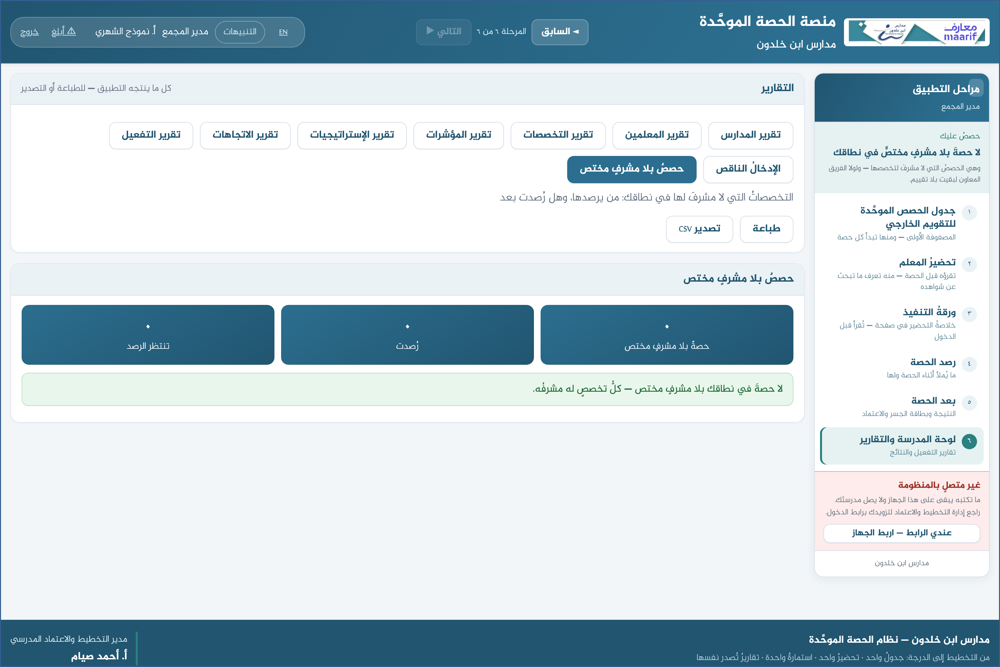 معارف
maarif
مدارس
ابن خلدون
منصة الحصة الموحَّدة
مدارس ابن خلدون
◄ السابق
المرحلة ٦ من ٦
التالي ▶
EN
التنبيهات
مدير المجمع
أ. نموذج الشهري
⚠ أبلغ
خروج
مراحل التطبيق
مدير المجمع
حصصٌ عليك
لا حصةَ بلا مشرفٍ مختصٍّ في نطاقك
وهي الحصصُ التي لا مشرفَ لتخصصها — ولولا الفريق
المعاون لبقيت بلا تقييم.
١
جدول الحصص الموحَّدة
للتقويم الخارجي
المصفوفة الأولى — ومنها تبدأ كل حصة
٢
تحضيرُ المعلم
تقرؤه قبل الحصة — منه تعرف ما تبحث
عن شواهده
٣
ورقةُ التنفيذ
خلاصةُ التحضير في صفحة — تُقرأ قبل
الدخول
٤
رصد الحصة
ما يُملأ أثناء الحصة ولها
٥
بعد الحصة
النتيجة وبطاقة الجسر والاعتماد
٦
لوحة المدرسة والتقارير
تقارير التفعيل والنتائج
غير متصلٍ بالمنظومة
ما تكتبه يبقى على هذا الجهاز ولا يصل مدرستَك.
راجع إدارة التخطيط والاعتماد لتزويدك برابط الدخول.
عندي الرابط — اربط الجهاز
مدارس ابن خلدون
التقارير
كل ما ينتجه التطبيق — للطباعة أو التصدير
تقرير المدارس
تقرير المعلمين
تقرير التخصصات
تقرير المؤشرات
تقرير الإستراتيجيات
تقرير الاتجاهات
تقرير التفعيل
الإدخالُ الناقص
حصصٌ بلا مشرفٍ مختص
التخصصاتُ التي لا مشرفَ لها في نطاقك: من يرصدها، وهل رُصدت بعد
طباعة
تصدير CSV
حصصٌ بلا مشرفٍ مختص
٠
حصةً بلا مشرفٍ مختص
٠
رُصدت
٠
تنتظر الرصد
لا حصةَ في نطاقك بلا مشرفٍ مختص — كلُّ تخصصٍ له مشرفُه.
مدارس ابن خلدون — نظام الحصة الموحَّدة
من التخطيط إلى الدرجة: جدولٌ واحد · تحضيرٌ واحد · استمارةٌ واحدة · تقاريرُ تُصدر نفسها
مدير التخطيط والاعتماد المدرسي
أ. أحمد صيام